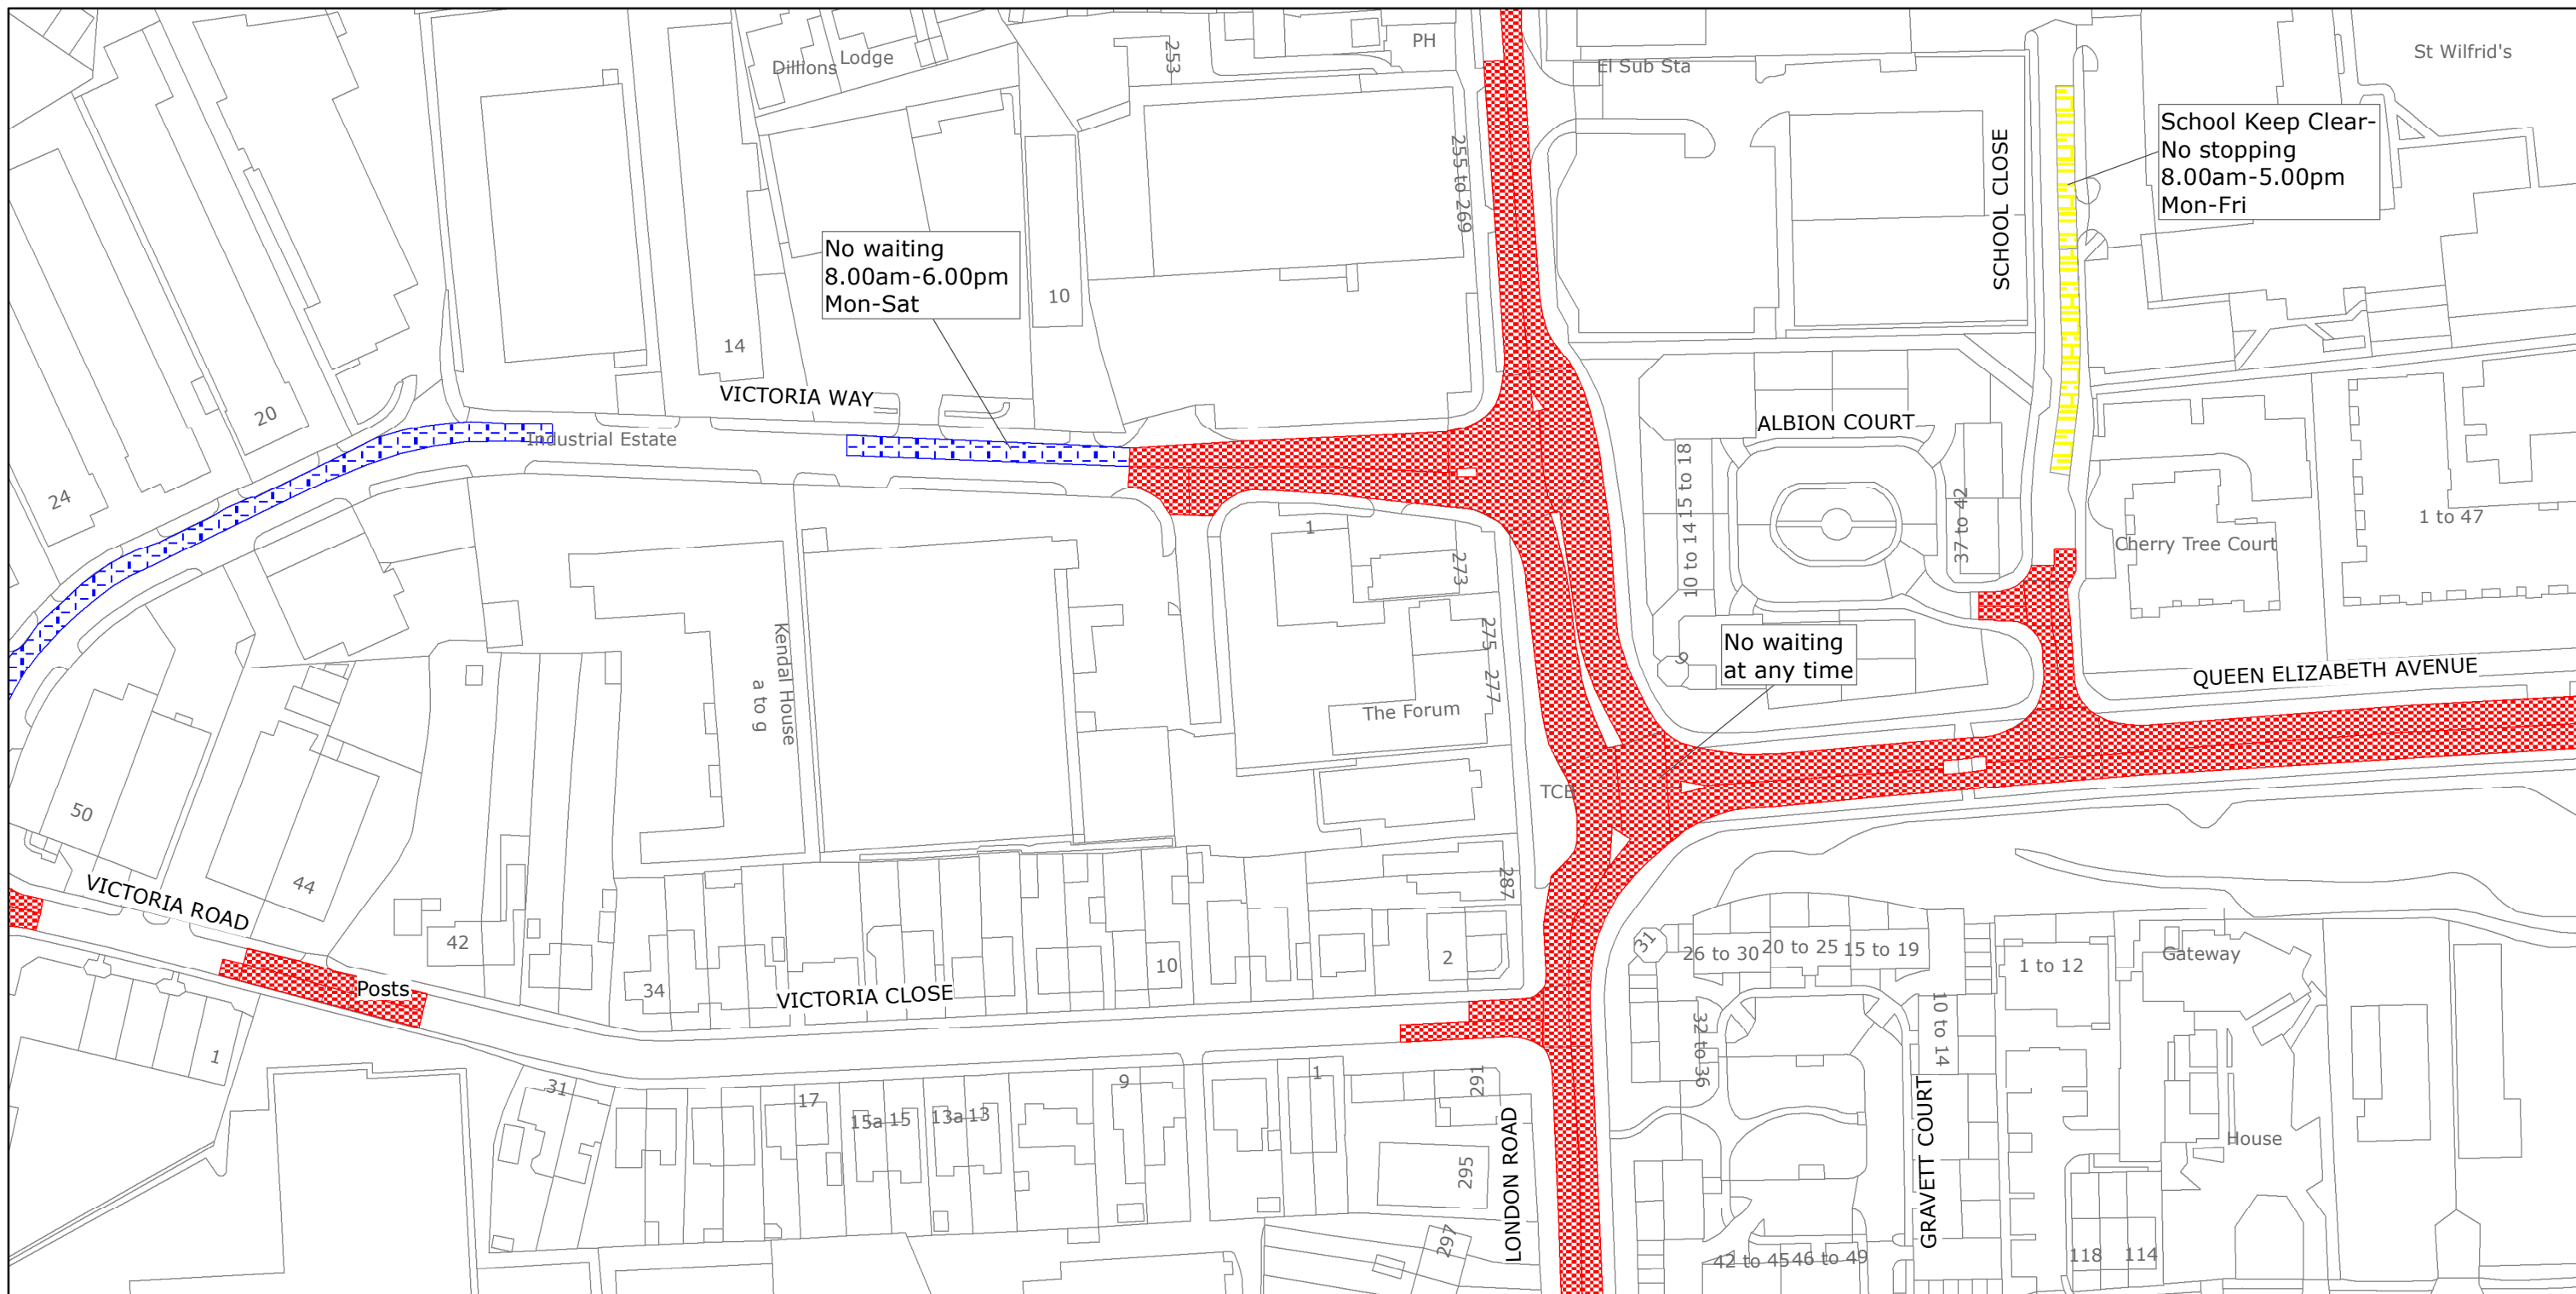 PH
253
Dillions
Lodge
El Sub Sta
St Wilfrid's
School Keep Clear-
No stopping
8.00am-5.00pm
Mon-Fri
255 to 269
SCHOOL CLOSE
No waiting
8.00am-6.00pm
Mon-Sat
10
14
VICTORIA WAY
20
Industrial Estate
24
ALBION COURT
15 to 18
10 to 14
37 to 42
1 to 47
Cherry Tree Court
1
273
275
277
Kendal House
a to g
The Forum
9
No waiting
at any time
QUEEN ELIZABETH AVENUE
TCB
50
44
VICTORIA ROAD
42
287
2
10
34
VICTORIA CLOSE
Posts
31
26 to 30
20 to 25
15 to 19
1 to 12
Gateway
10 to 14
32 to 36
1
31
17
15a
15
13a
13
9
1
291
295
297
LONDON ROAD
GRAVETT COURT
House
42 to 45
46 to 49
118
114